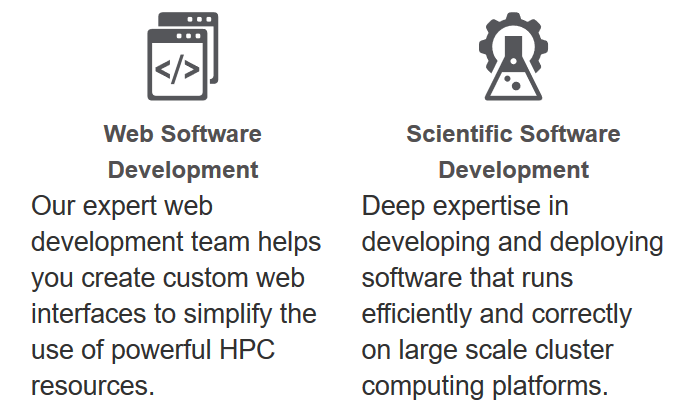 </>
Web Software
Development
Our expert web
development team helps
you create custom web
interfaces to simplify the
use of powerful HPC
resources.
Scientific Software
Development
Deep expertise in
developing and deploying
software that runs
efficiently and correctly
on large scale cluster
computing platforms.